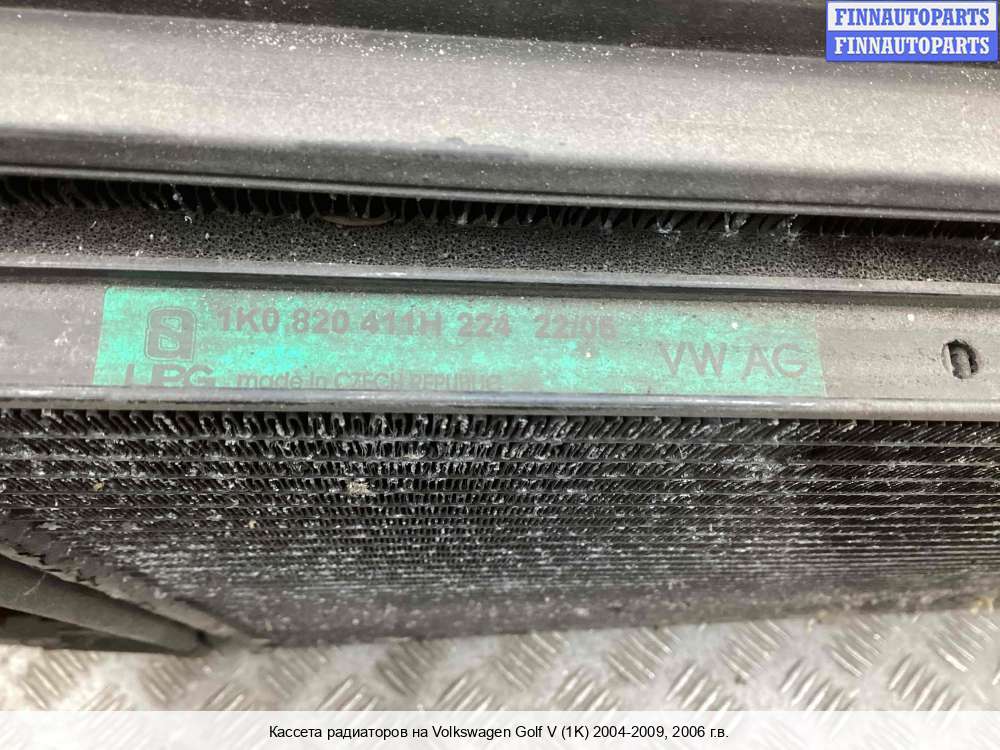 FINNAUTOPARTS
FINNAUTOPARTS
1K0 820 411H 224 22/06
VW AG
made in CZECH REPUBLIC
Кассета радиаторов на Volkswagen Golf V (1K) 2004-2009, 2006 г.в.